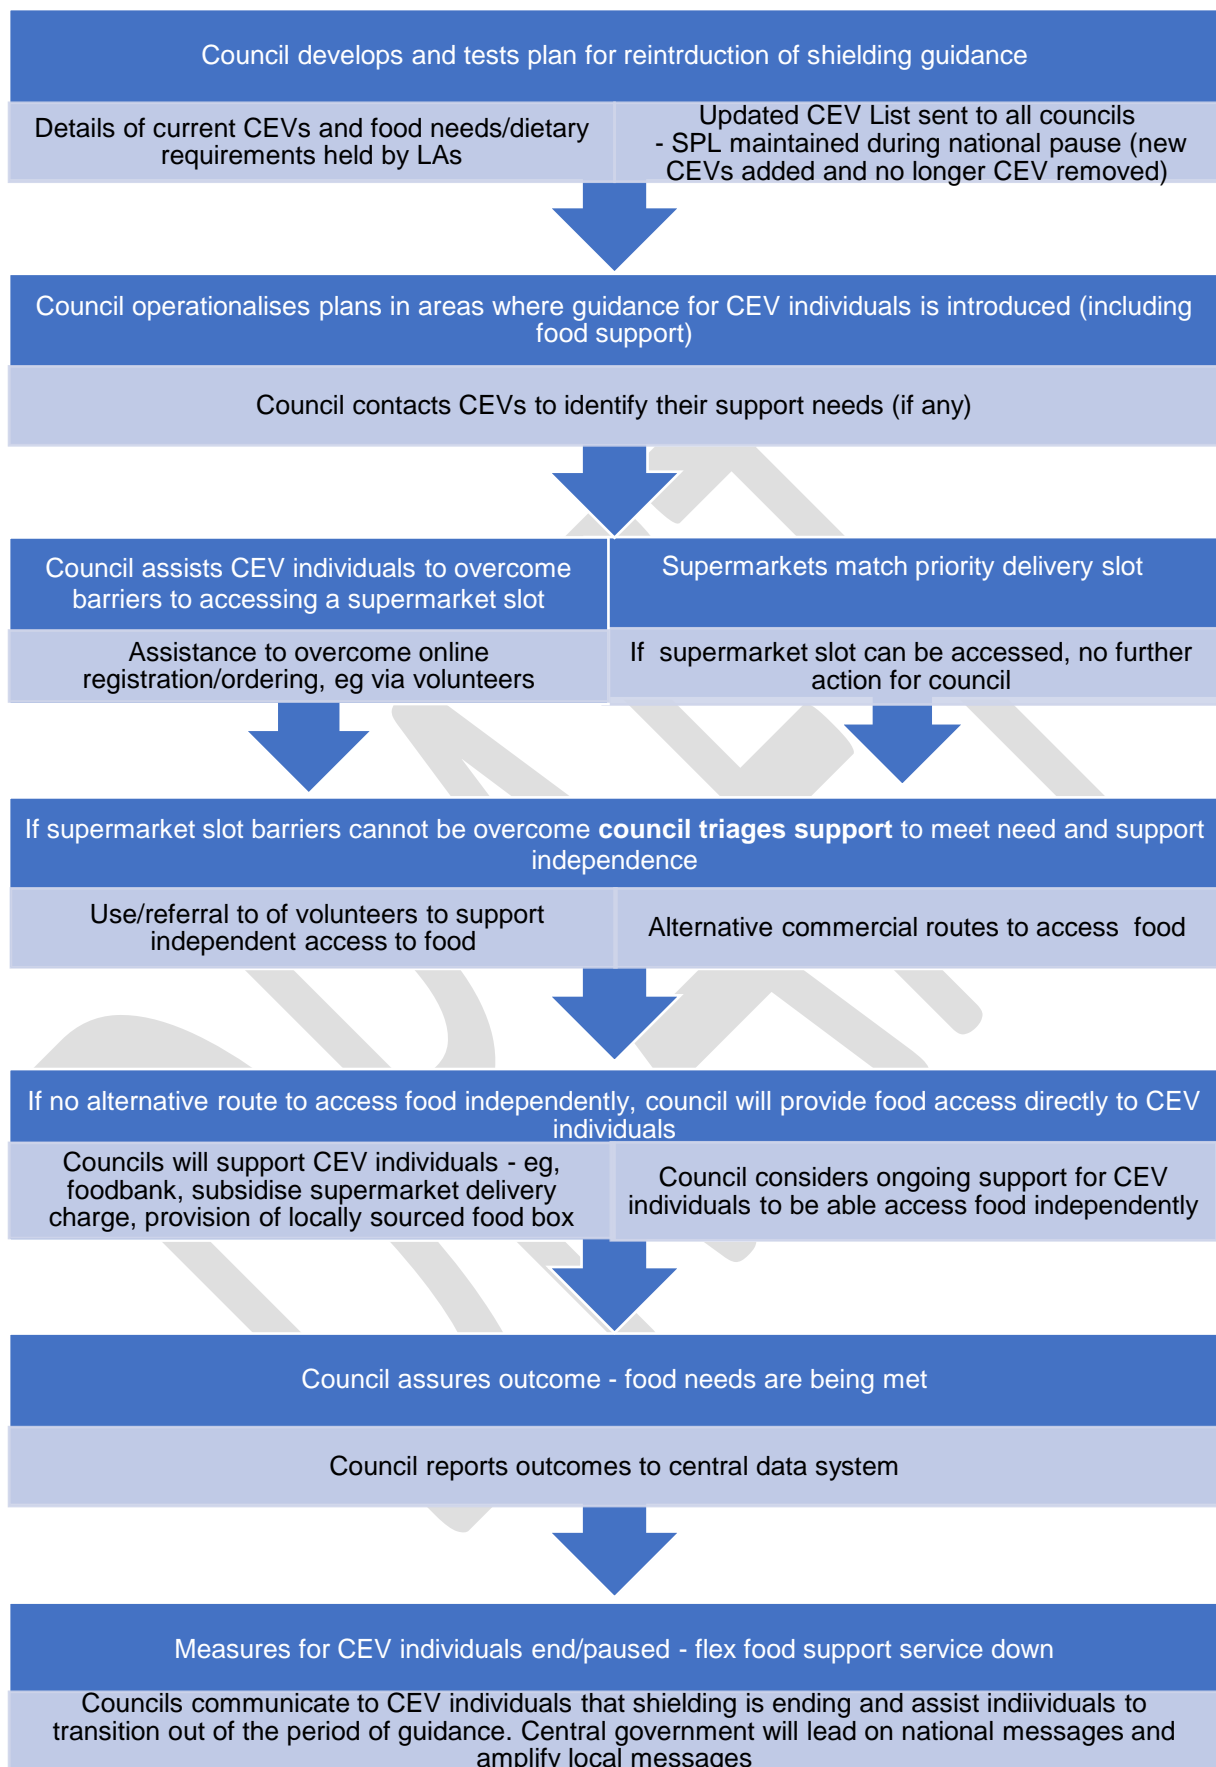 Council develops and tests plan for reintrduction of shielding guidance
Details of current CEVs and food needs/dietary
requirements held by LAs
Updated CEV List sent to all councils
- SPL maintained during national pause (new
CEVs added and no longer CEV removed)
Council operationalises plans in areas where guidance for CEV individuals is introduced (including
food support)
Council contacts CEVs to identify their support needs (if any)
Council assists CEV individuals to overcome
barriers to accessing a supermarket slot
Assistance to overcome online
registration/ordering, eg via volunteers
Supermarkets match priority delivery slot
If supermarket slot can be accessed, no further
action for council
If supermarket slot barriers cannot be overcome council triages support to meet need and support
independence
Use/referral to of volunteers to support
independent access to food
Alternative commercial routes to access food
If no alternative route to access food independently, council will provide food access directly to CEV
individuals
Councils will support CEV individuals - eg,
foodbank, subsidise supermarket delivery
charge, provision of locally sourced food box
Council considers ongoing support for CEV
individuals to be able access food independently
Council assures outcome - food needs are being met
Council reports outcomes to central data system
Measures for CEV individuals end/paused - flex food support service down
Councils communicate to CEV individuals that shielding is ending and assist indiividuals to
transition out of the period of guidance. Central government will lead on national messages and
amplify local messages
DRAFT